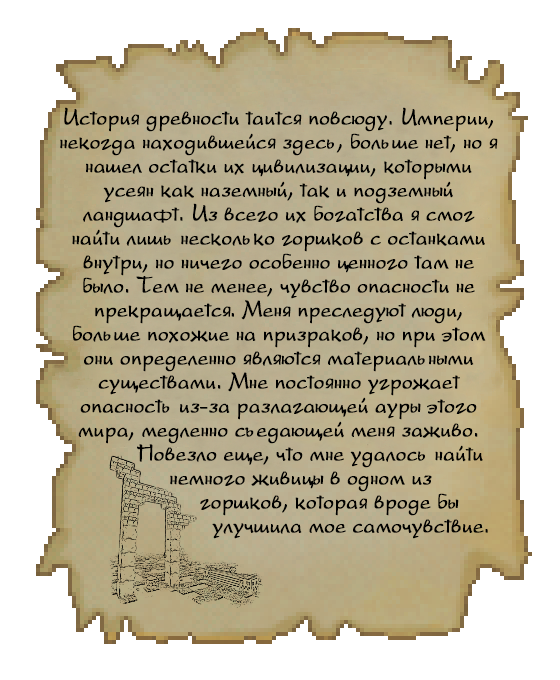 История древности таится повсюду. Империи,
некогда находившейся здесь, больше нет, но я
нашел остатки их цивилизации, которыми
усеян как наземный, так и подземный
ландшафт. Из всего их богатства я смог
найти лишь несколько горшков с останками
внутри, но ничего особенно ценного там не
было. Тем не менее, чувство опасности не
прекращается. Меня преследуют люди,
больше похожие на призраков, но при этом
они определенно являются материальными
существами. Мне постоянно угрожает
опасность из-за разлагающей ауры этого
мира, медленно съедающей меня заживо.
Повезло еще, что мне удалось найти
немного живицы в одном из
горшков, которая вроде бы
улучшила мое самочувствие.